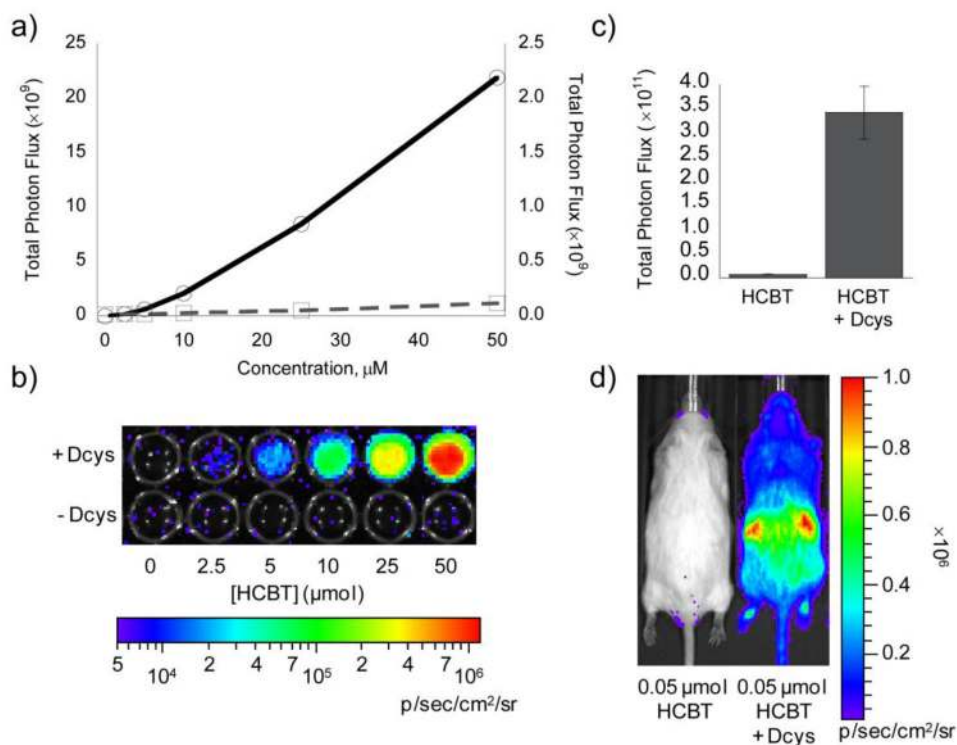 a)
Total Photon Flux (×10⁹)
25
20
15
10
5
0
2.5
2.0
1.5
1.0
0.5
0.0
Total Photon Flux (×10⁹)
0 10 20 30 40 50
Concentration, µM
c)
Total Photon Flux (×10¹¹)
4.0
3.5
3.0
2.5
2.0
1.5
1.0
0.0
HCBT HCBT
+ Dcys
b)
+Dcys
- Dcys
0 2.5 5 10 25 50
[HCBT] (µmol)
5 10⁴ 2 4 7 10⁵ 2 4 7 10⁶
p/sec/cm²/sr
d)
1.0
0.8
0.6
0.4
0.2
×10⁶
0.05 µmol 0.05 µmol
HCBT HCBT
+Dcys
p/sec/cm²/sr